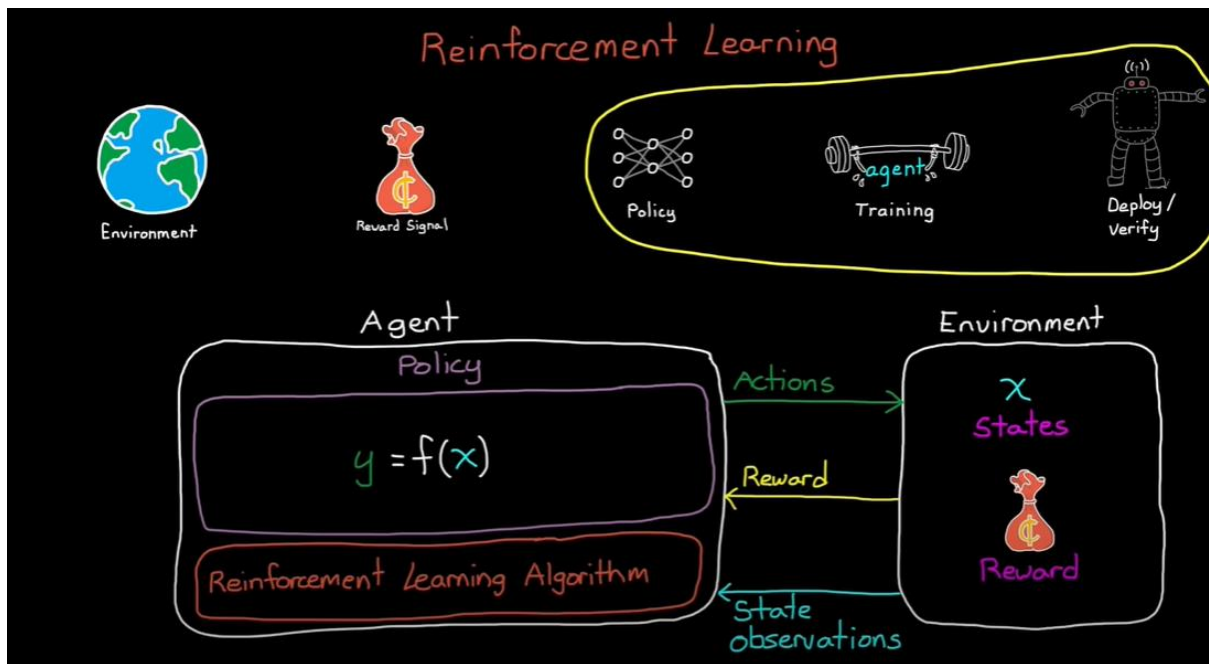 Reinforcement Learning
Environment
¢
Reward Signal
Policy
agent
Training
Deploy/
Verify
Agent
Policy
y = f(x)
Reinforcement Learning Algorithm
Actions
Reward
State
observations
Environment
x
States
¢
Reward